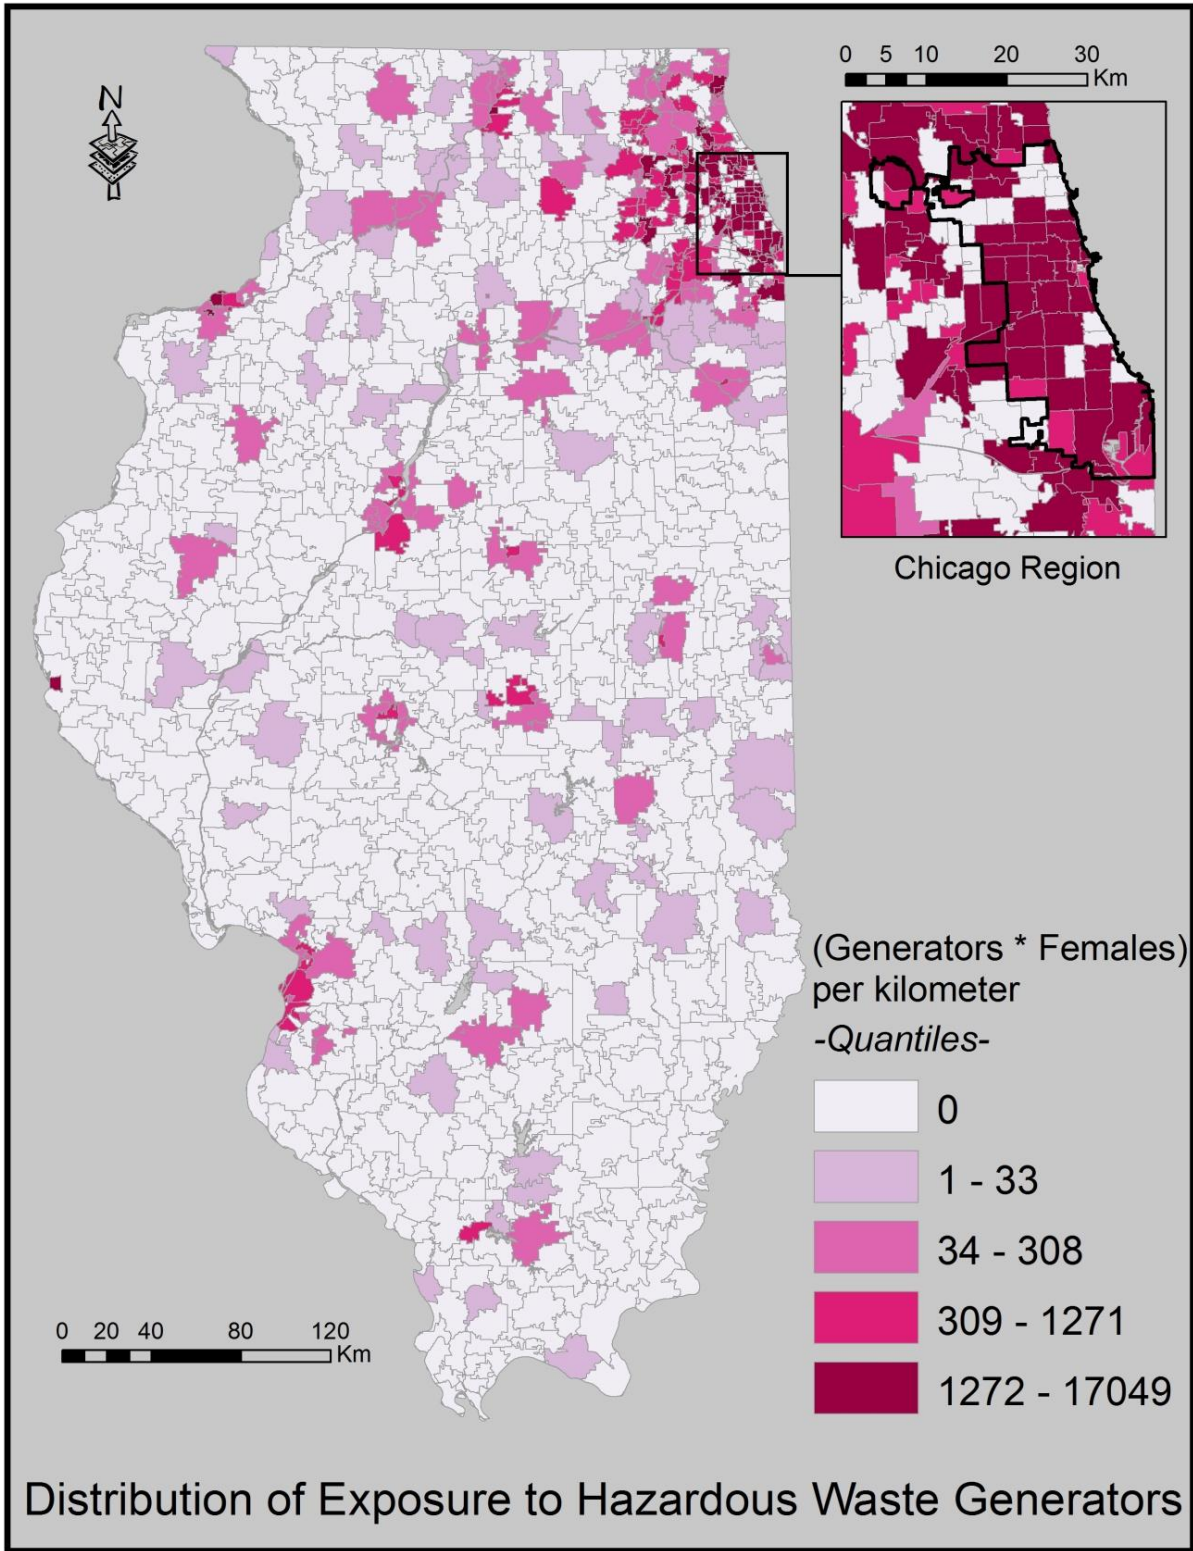 N
0 5 10 20 30
Km
Chicago Region
(Generators * Females)
per kilometer
-Quantiles-
0
1 - 33
34 - 308
309 - 1271
1272 - 17049
0 20 40 80 120
Km
Distribution of Exposure to Hazardous Waste Generators